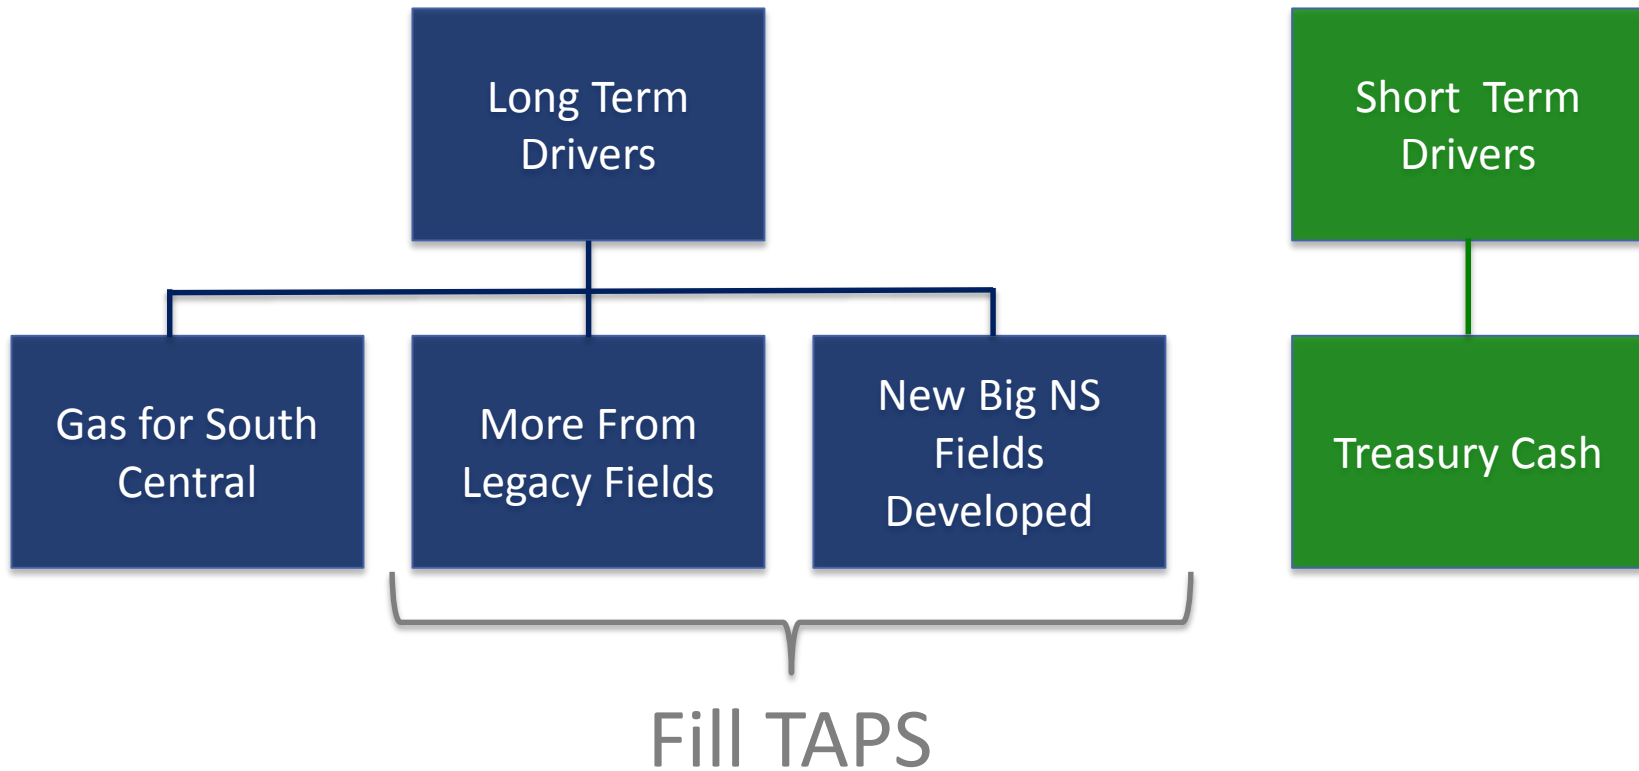 Long Term
Drivers
Short Term
Drivers
Gas for South
Central
More From
Legacy Fields
New Big NS
Fields
Developed
Treasury Cash
Fill TAPS